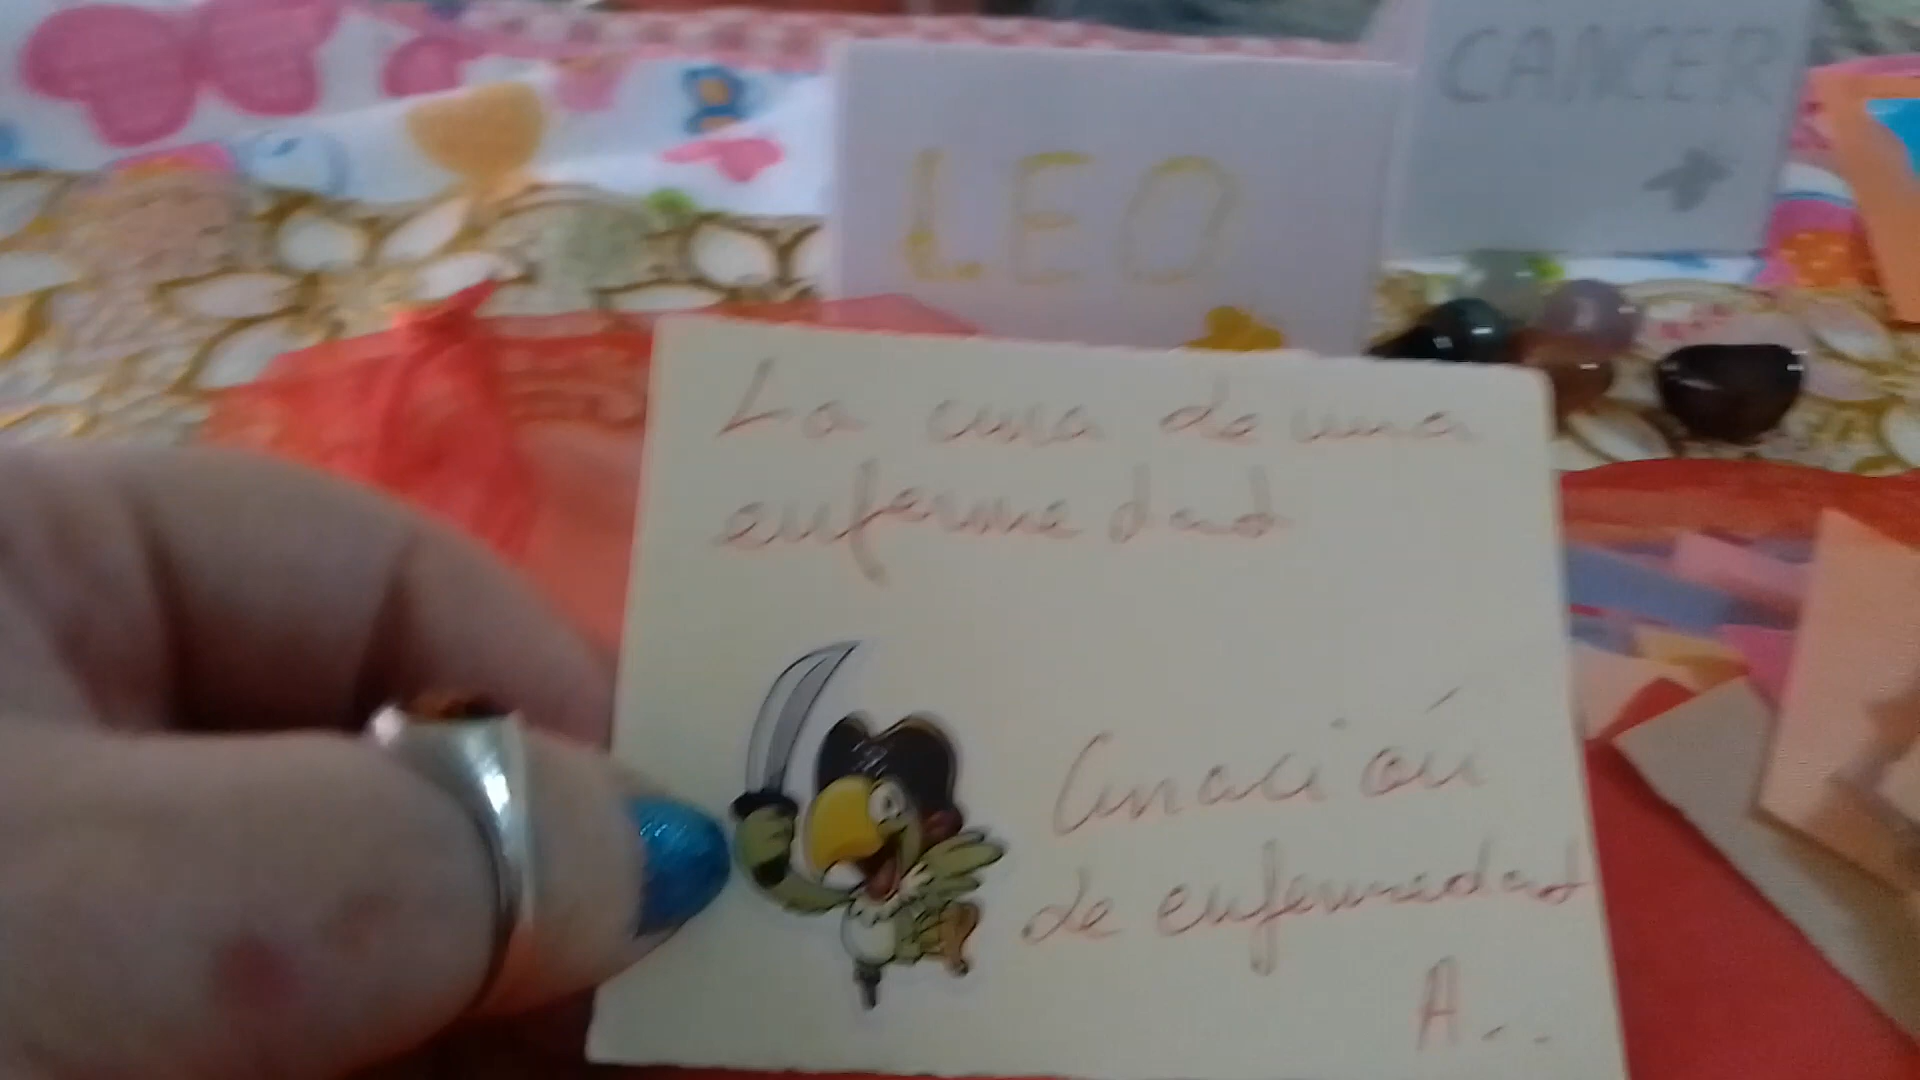 CANCER
LEO
La cura de una
enfermedad
Curación
de enfermedad
A..